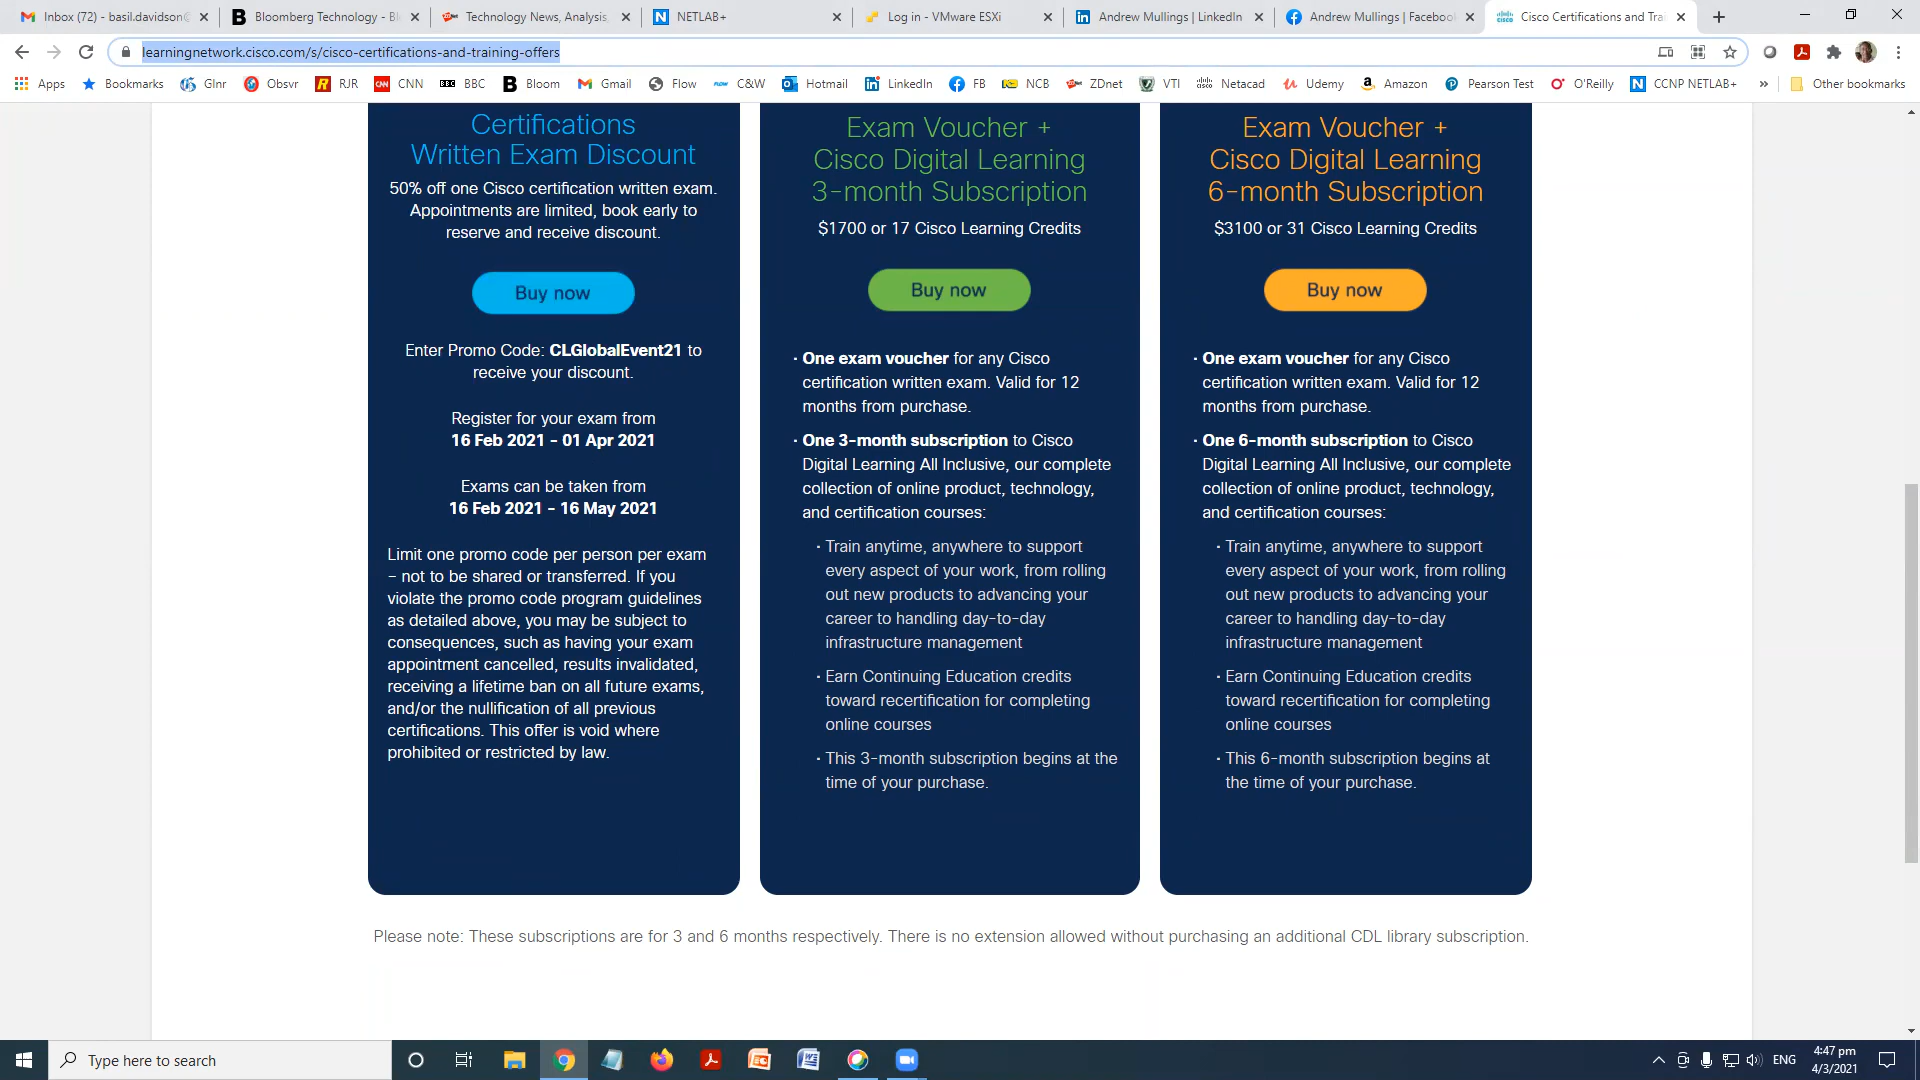 Inbox (72) - basil.davidson@
Bloomberg Technology - Bl
Technology News, Analysis,
NETLAB+
Log in - VMware ESXi
Andrew Mullings | LinkedIn
Andrew Mullings | Facebook
Cisco Certifications and Trai
learningnetwork.cisco.com/s/cisco-certifications-and-training-offers
Apps
Bookmarks
Glnr
Obsvr
RJR
CNN
BBC
Bloom
Gmail
Flow
C&W
Hotmail
LinkedIn
FB
NCB
ZDnet
VTI
Netacad
Udemy
Amazon
Pearson Test
O'Reilly
CCNP NETLAB+
»
Other bookmarks
Certifications
Written Exam Discount
50% off one Cisco certification written exam.
Appointments are limited, book early to
reserve and receive discount.
Buy now
Enter Promo Code: CLGlobalEvent21 to
receive your discount.
Register for your exam from
16 Feb 2021 - 01 Apr 2021
Exams can be taken from
16 Feb 2021 - 16 May 2021
Limit one promo code per person per exam
– not to be shared or transferred. If you
violate the promo code program guidelines
as detailed above, you may be subject to
consequences, such as having your exam
appointment cancelled, results invalidated,
receiving a lifetime ban on all future exams,
and/or the nullification of all previous
certifications. This offer is void where
prohibited or restricted by law.
Exam Voucher +
Cisco Digital Learning
3-month Subscription
$1700 or 17 Cisco Learning Credits
Buy now
· One exam voucher for any Cisco
certification written exam. Valid for 12
months from purchase.
· One 3-month subscription to Cisco
Digital Learning All Inclusive, our complete
collection of online product, technology,
and certification courses:
· Train anytime, anywhere to support
every aspect of your work, from rolling
out new products to advancing your
career to handling day-to-day
infrastructure management
· Earn Continuing Education credits
toward recertification for completing
online courses
· This 3-month subscription begins at the
time of your purchase.
Exam Voucher +
Cisco Digital Learning
6-month Subscription
$3100 or 31 Cisco Learning Credits
Buy now
· One exam voucher for any Cisco
certification written exam. Valid for 12
months from purchase.
· One 6-month subscription to Cisco
Digital Learning All Inclusive, our complete
collection of online product, technology,
and certification courses:
· Train anytime, anywhere to support
every aspect of your work, from rolling
out new products to advancing your
career to handling day-to-day
infrastructure management
· Earn Continuing Education credits
toward recertification for completing
online courses
· This 6-month subscription begins at
the time of your purchase.
Please note: These subscriptions are for 3 and 6 months respectively. There is no extension allowed without purchasing an additional CDL library subscription.
Type here to search
ENG
4:47 pm
4/3/2021